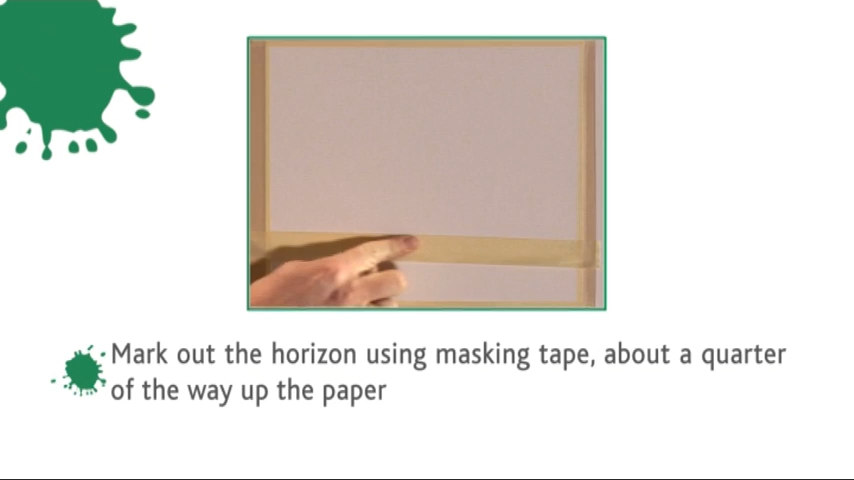 Mark out the horizon using masking tape, about a quarter
of the way up the paper